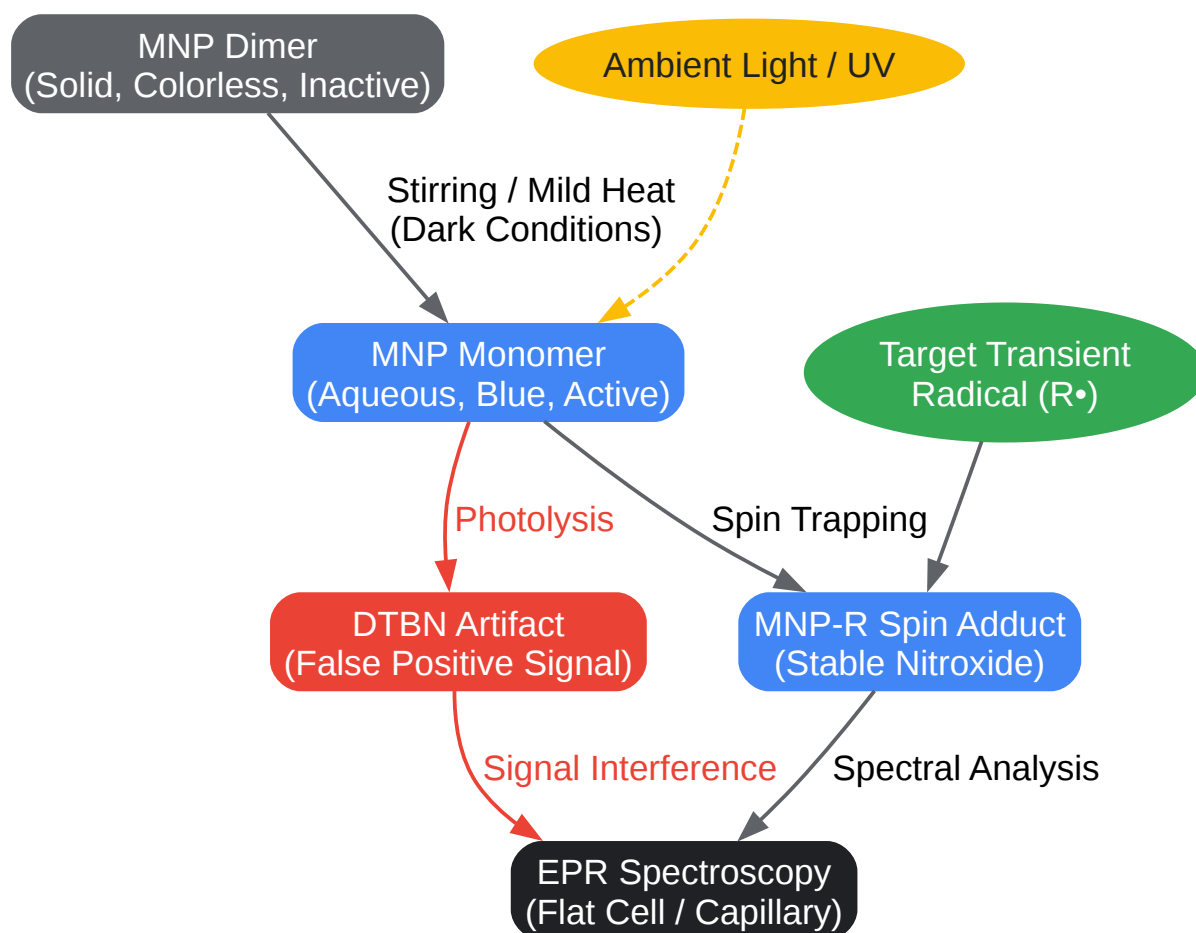 MNP Dimer
(Solid, Colorless, Inactive)
Ambient Light / UV
Stirring / Mild Heat
(Dark Conditions)
MNP Monomer
(Aqueous, Blue, Active)
Target Transient
Radical (R•)
Photolysis
Spin Trapping
DTBN Artifact
(False Positive Signal)
MNP-R Spin Adduct
(Stable Nitroxide)
Signal Interference
Spectral Analysis
EPR Spectroscopy
(Flat Cell / Capillary)